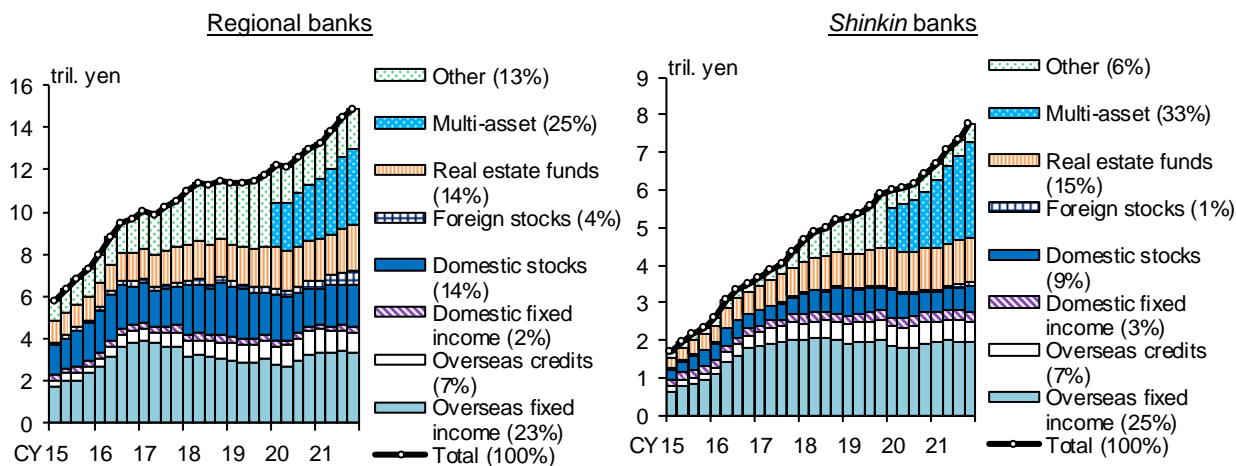 Regional banks
tril. yen
16
14
12
10
8
6
4
2
0
CY 15 16 17 18 19 20 21
Other (13%)
Multi-asset (25%)
Real estate funds
(14%)
Foreign stocks (4%)
Domestic stocks
(14%)
Domestic fixed
income (2%)
Overseas credits
(7%)
Overseas fixed
income (23%)
Total (100%)
Shinkin banks
tril. yen
9
8
7
6
5
4
3
2
1
0
CY 15 16 17 18 19 20 21
Other (6%)
Multi-asset (33%)
Real estate funds
(15%)
Foreign stocks (1%)
Domestic stocks
(9%)
Domestic fixed
income (3%)
Overseas credits
(7%)
Overseas fixed
income (25%)
Total (100%)